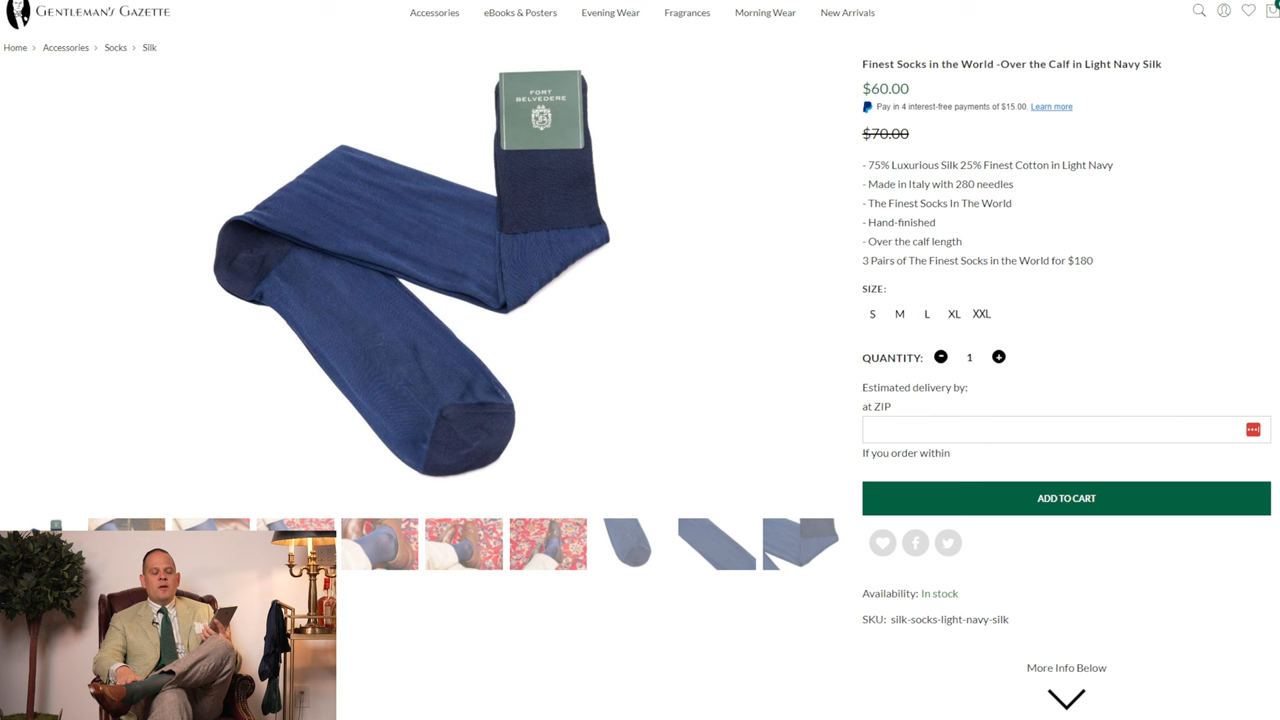 GENTLEMAN'S GAZETTE
Accessories
eBooks & Posters
Evening Wear
Fragrances
Morning Wear
New Arrivals
Home > Accessories > Socks > Silk
FORT
BELVEDERE
Finest Socks in the World -Over the Calf in Light Navy Silk
$60.00
Pay in 4 interest-free payments of $15.00. Learn more
$70.00
- 75% Luxurious Silk 25% Finest Cotton in Light Navy
- Made in Italy with 280 needles
- The Finest Socks In The World
- Hand-finished
- Over the calf length
3 Pairs of The Finest Socks in the World for $180
SIZE:
S M L XL XXL
QUANTITY: - 1 +
Estimated delivery by:
at ZIP
If you order within
ADD TO CART
Availability: In stock
SKU: silk-socks-light-navy-silk
More Info Below